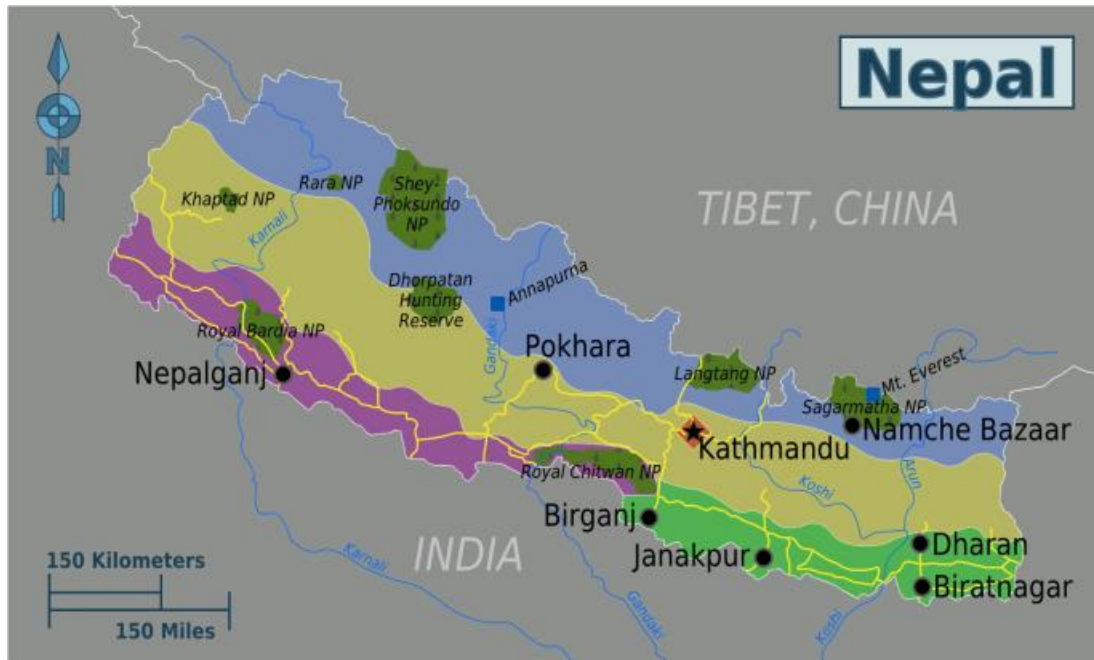 Nepal
N
TIBET, CHINA
Khaptad NP
Rara NP
Shey-
Phoksundo
NP
Karnali
Dhorpatan
Hunting
Reserve
Annapurna
Gandaki
Royal Bardia NP
Nepalganj
Pokhara
Langtang NP
Mt. Everest
Sagarmatha NP
Namche Bazaar
Kathmandu
Arun
Koshi
Royal Chitwan NP
Birganj
Janakpur
Dharan
Biratnagar
INDIA
Karnali
Gandaki
Koshi
150 Kilometers
150 Miles